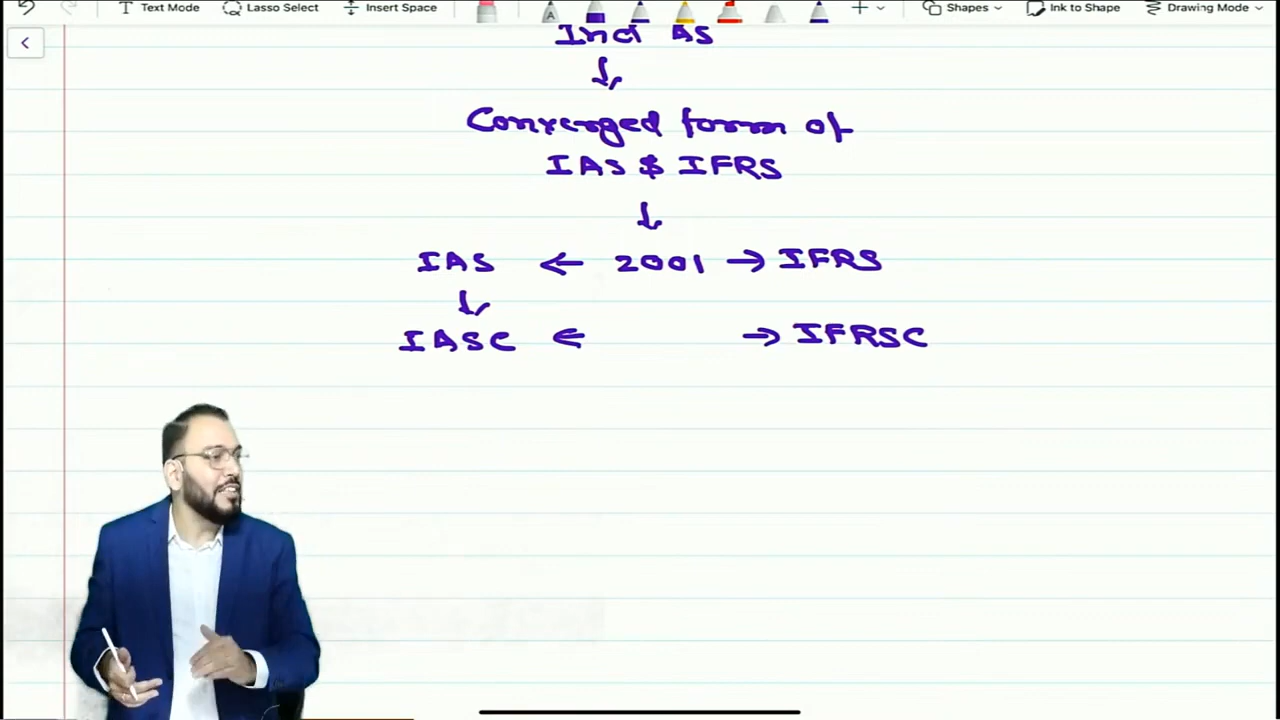 Text Mode Lasso Select Insert Space Shapes Ink to Shape Drawing Mode
Ind AS
↓
Converged form of
IAS $ IFRS
↓
IAS ← 2001 → IFRS
↓
IASC ← → IFRSC